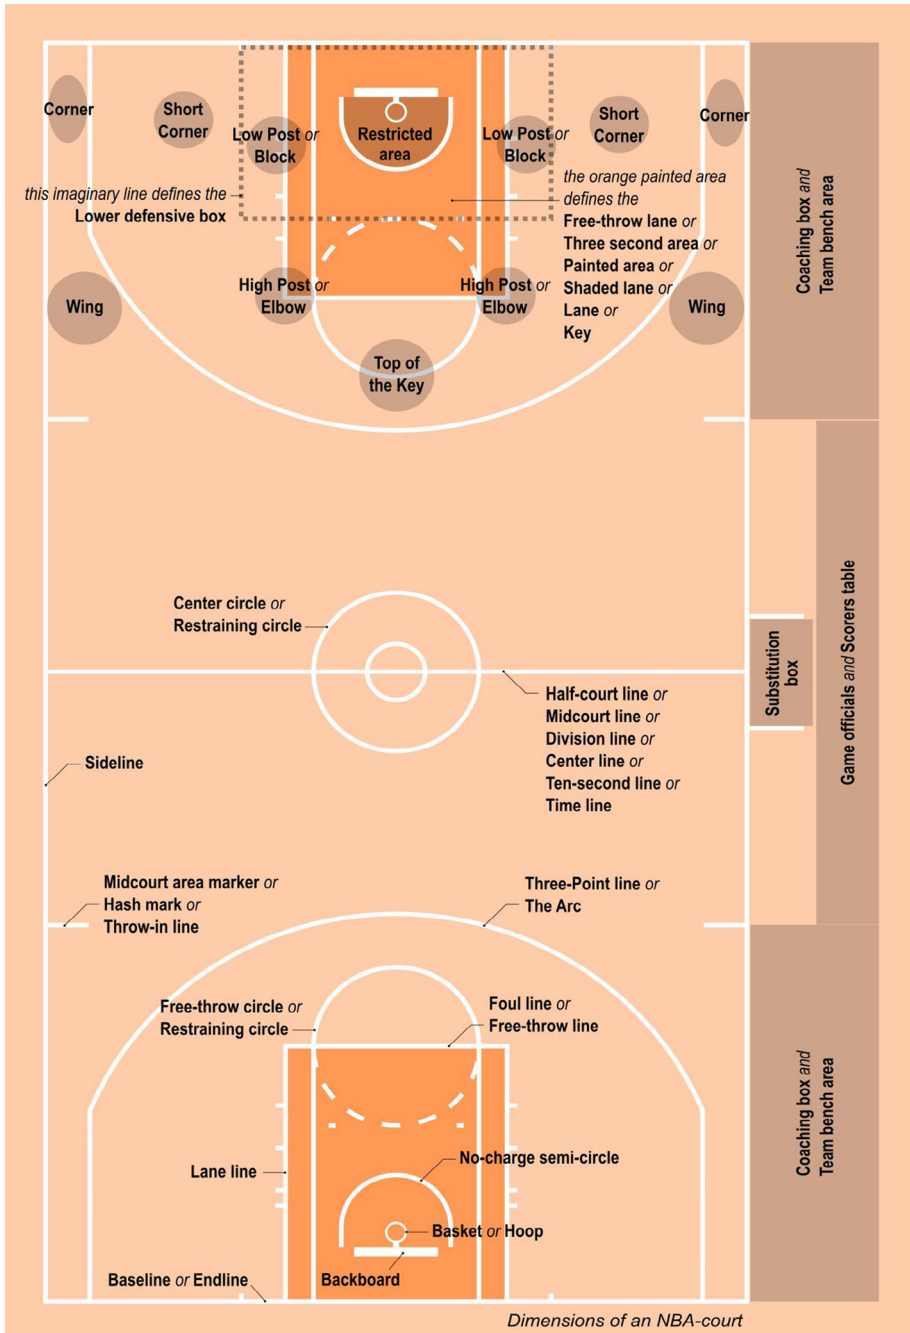 Corner
Short
Corner
Low Post or
Block
Restricted
area
Low Post or
Block
Short
Corner
Corner
this imaginary line defines the
Lower defensive box
the orange painted area
defines the
Free-throw lane or
Three second area or
Painted area or
Shaded lane or
Lane or
Key
Coaching box and
Team bench area
Wing
High Post or
Elbow
High Post or
Elbow
Wing
Top of
the Key
Center circle or
Restraining circle
Half-court line or
Midcourt line or
Division line or
Center line or
Ten-second line or
Time line
Substitution
box
Game officials and Scorers table
Sideline
Midcourt area marker or
Hash mark or
Throw-in line
Three-Point line or
The Arc
Free-throw circle or
Restraining circle
Foul line or
Free-throw line
Coaching box and
Team bench area
Lane line
No-charge semi-circle
Basket or Hoop
Backboard
Baseline or Endline
Dimensions of an NBA-court